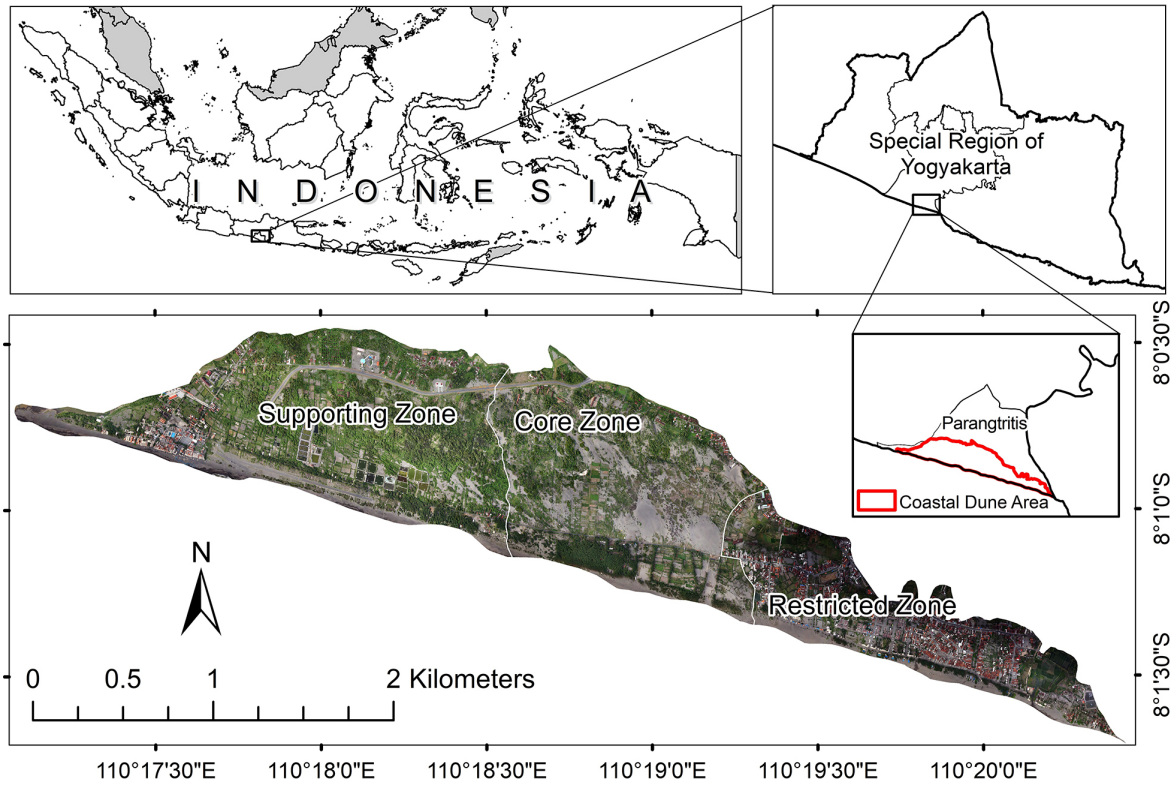 INDONESIA
Special Region of
Yogyakarta
Parangtritis
Coastal Dune Area
Supporting Zone
Core Zone
Restricted Zone
N
0 0.5 1 2 Kilometers
8°0'30"S
8°1'0"S
8°1'30"S
110°17'30"E 110°18'0"E 110°18'30"E 110°19'0"E 110°19'30"E 110°20'0"E